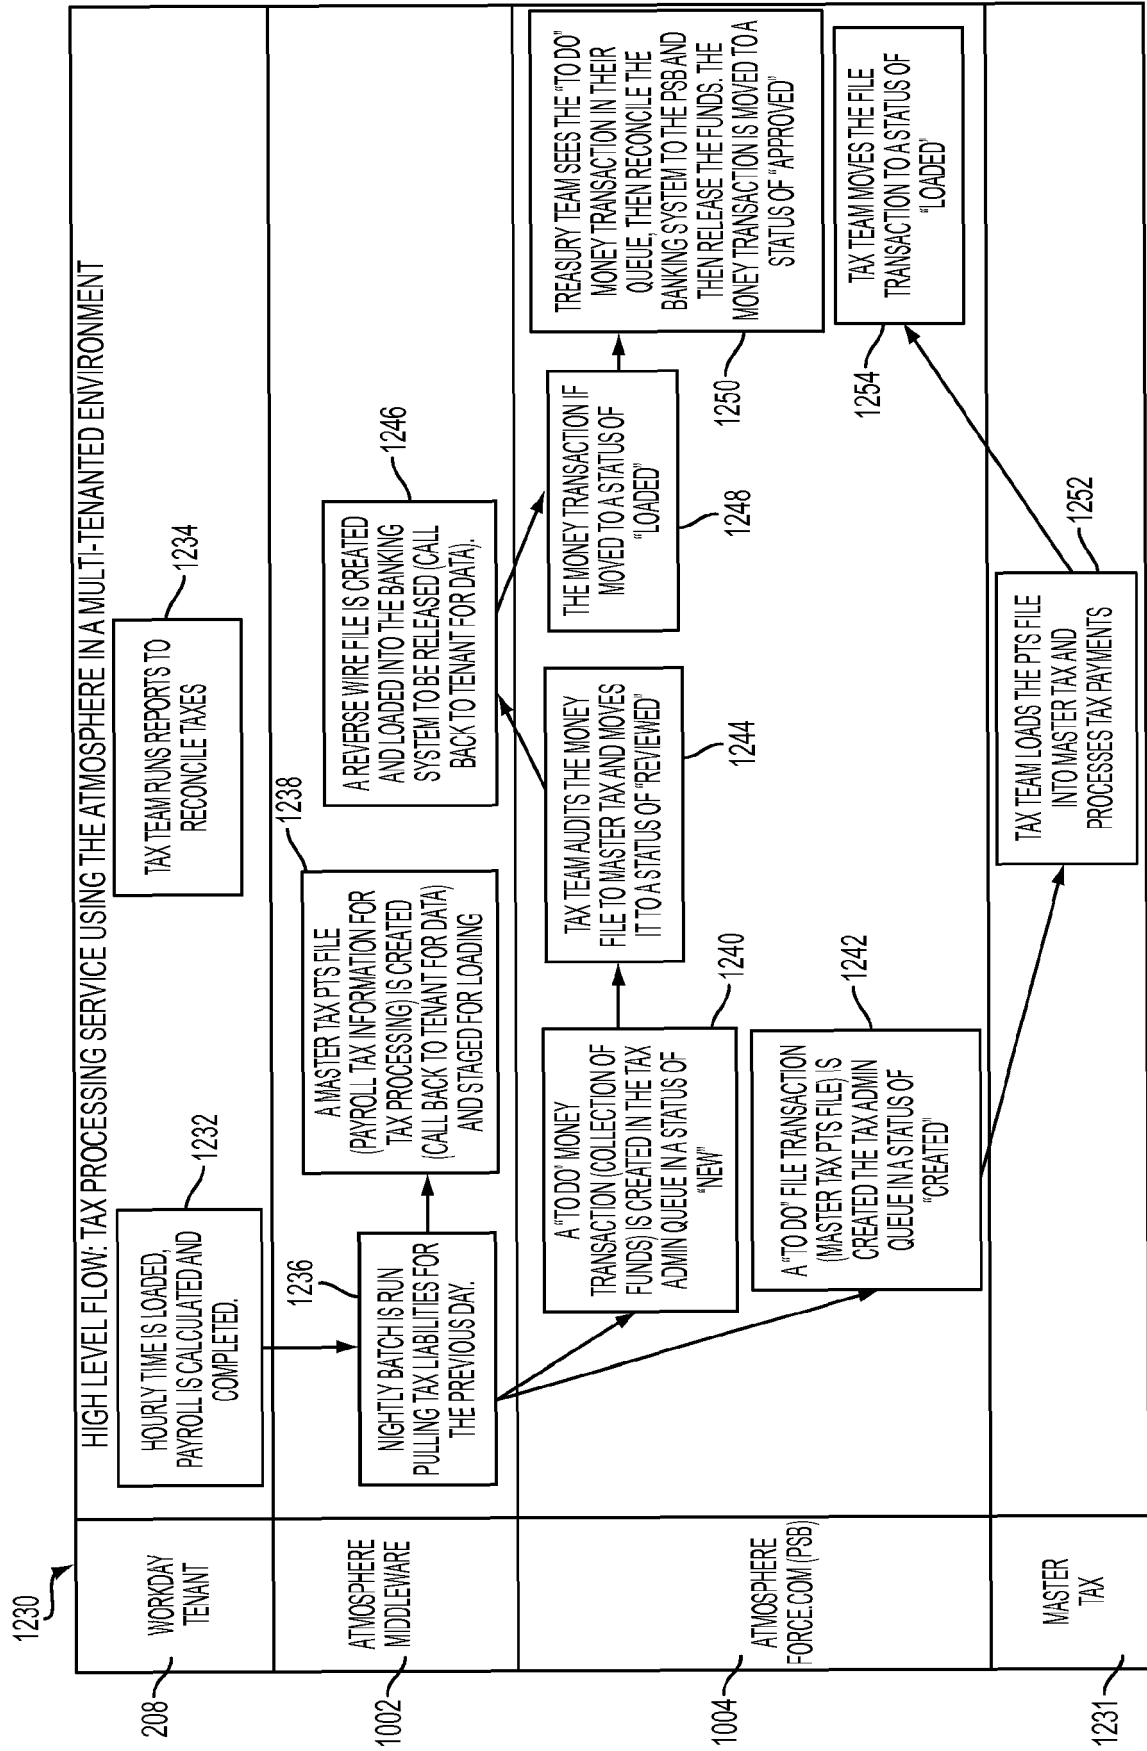 1230
HIGH LEVEL FLOW: TAX PROCESSING SERVICE USING THE ATMOSPHERE IN A MULTI-TENANTED ENVIRONMENT
208
WORKDAY
TENANT
HOURLY TIME IS LOADED,
PAYROLL IS CALCULATED AND
COMPLETED.
1232
TAX TEAM RUNS REPORTS TO
RECONCILE TAXES
1234
1002
ATMOSPHERE
MIDDLEWARE
1236
NIGHTLY BATCH IS RUN
PULLING TAX LIABILITIES FOR
THE PREVIOUS DAY.
1238
A MASTER TAX PTS FILE
(PAYROLL TAX INFORMATION FOR
TAX PROCESSING) IS CREATED
(CALL BACK TO TENANT FOR DATA)
AND STAGED FOR LOADING
A REVERSE WIRE FILE IS CREATED
AND LOADED INTO THE BANKING
SYSTEM TO BE RELEASED (CALL
BACK TO TENANT FOR DATA).
1246
1004
ATMOSPHERE
FORCE.COM (PSB)
A "TO DO" MONEY
TRANSACTION (COLLECTION OF
FUNDS) IS CREATED IN THE TAX
ADMIN QUEUE IN A STATUS OF
"NEW"
1240
A "TO DO" FILE TRANSACTION
(MASTER TAX PTS FILE) IS
CREATED THE TAX ADMIN
QUEUE IN A STATUS OF
"CREATED"
1242
TAX TEAM AUDITS THE MONEY
FILE TO MASTER TAX AND MOVES
IT TO A STATUS OF "REVIEWED"
1244
THE MONEY TRANSACTION IF
MOVED TO A STATUS OF
"LOADED"
1248
TREASURY TEAM SEES THE "TO DO"
MONEY TRANSACTION IN THEIR
QUEUE, THEN RECONCILE THE
BANKING SYSTEM TO THE PSB AND
THEN RELEASE THE FUNDS. THE
MONEY TRANSACTION IS MOVED TO A
STATUS OF "APPROVED"
1250
TAX TEAM MOVES THE FILE
TRANSACTION TO A STATUS OF
"LOADED"
1254
1231
MASTER
TAX
TAX TEAM LOADS THE PTS FILE
INTO MASTER TAX AND
PROCESSES TAX PAYMENTS
1252